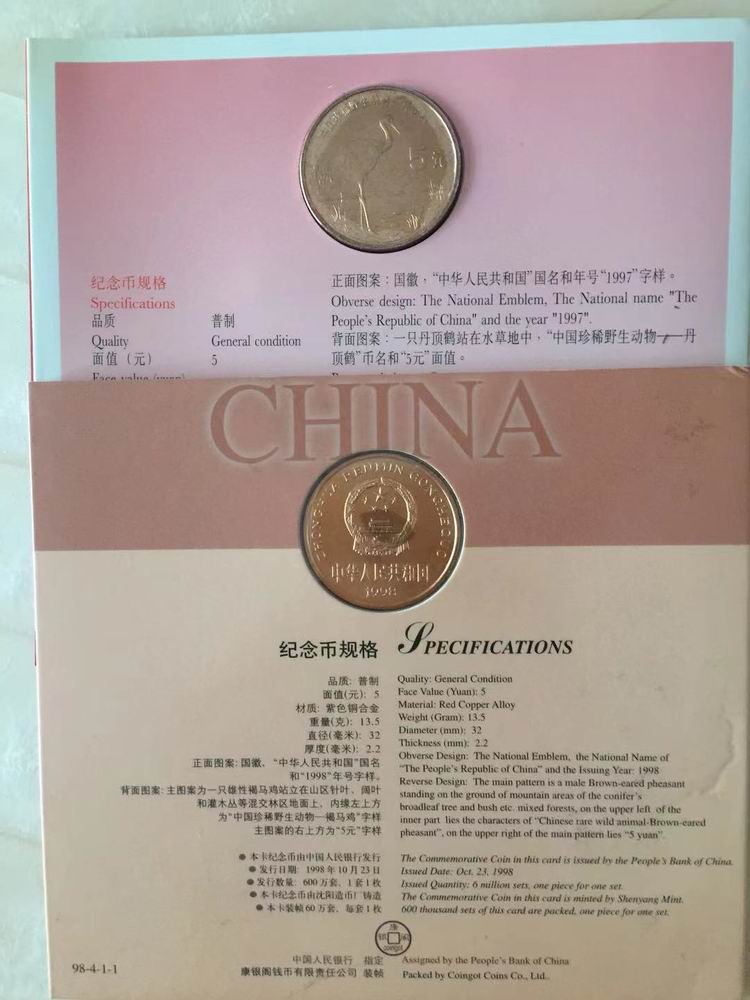 5元
纪念币规格
Specifications
品质 普制
Quality General condition
面值（元） 5
正面图案：国徽，“中华人民共和国”国名和年号“1997”字样。
Obverse design: The National Emblem, The National name "The
People's Republic of China" and the year "1997".
背面图案：一只丹顶鹤站在水草地中，“中国珍稀野生动物——丹
顶鹤”币名和“5元”面值。
CHINA
ZHONGHUA RENMIN GONGHEGUO
中华人民共和国
1998
纪念币规格 SPECIFICATIONS
品质: 普制
面值(元): 5
材质: 紫色铜合金
重量(克): 13.5
直径(毫米): 32
厚度(毫米): 2.2
正面图案: 国徽、“中华人民共和国”国名
和“1998”年号字样。
背面图案: 主图案为一只雄性褐马鸡站立在山区针叶、阔叶
和灌木丛等混交林区地面上，内缘左上方
为“中国珍稀野生动物—褐马鸡”字样
主图案的右上方为“5元”字样
Quality: General Condition
Face Value (Yuan): 5
Material: Red Copper Alloy
Weight (Gram): 13.5
Diameter (mm): 32
Thickness (mm): 2.2
Obverse Design: The National Emblem, the National Name of
“The People's Republic of China” and the Issuing Year: 1998
Reverse Design: The main pattern is a male Brown-eared pheasant
standing on the ground of mountain areas of the conifer's
broadleaf tree and bush etc. mixed forests, on the upper left of the
inner part lies the characters of “Chinese rare wild animal-Brown-eared
pheasant”, on the upper right of the main pattern lies “5 yuan”.
● 本卡纪念币由中国人民银行发行
● 发行日期: 1998年10月23日
● 发行数量: 600万套，1套1枚
● 本卡纪念币由沈阳造币厂铸造
● 本卡装帧60万套，每套1枚
The Commemorative Coin in this card is issued by the People's Bank of China.
Issued Date: Oct. 23, 1998
Issued Quantity: 6 million sets, one piece for one set.
The Commemorative Coin in this card is minted by Shenyang Mint.
600 thousand sets of this card are packed, one piece for one set.
康银阁
coingot
98-4-1-1
中国人民银行 指定
康银阁钱币有限责任公司 装帧
Assigned by the People's Bank of China
Packed by Coingot Coins Co., Ltd..